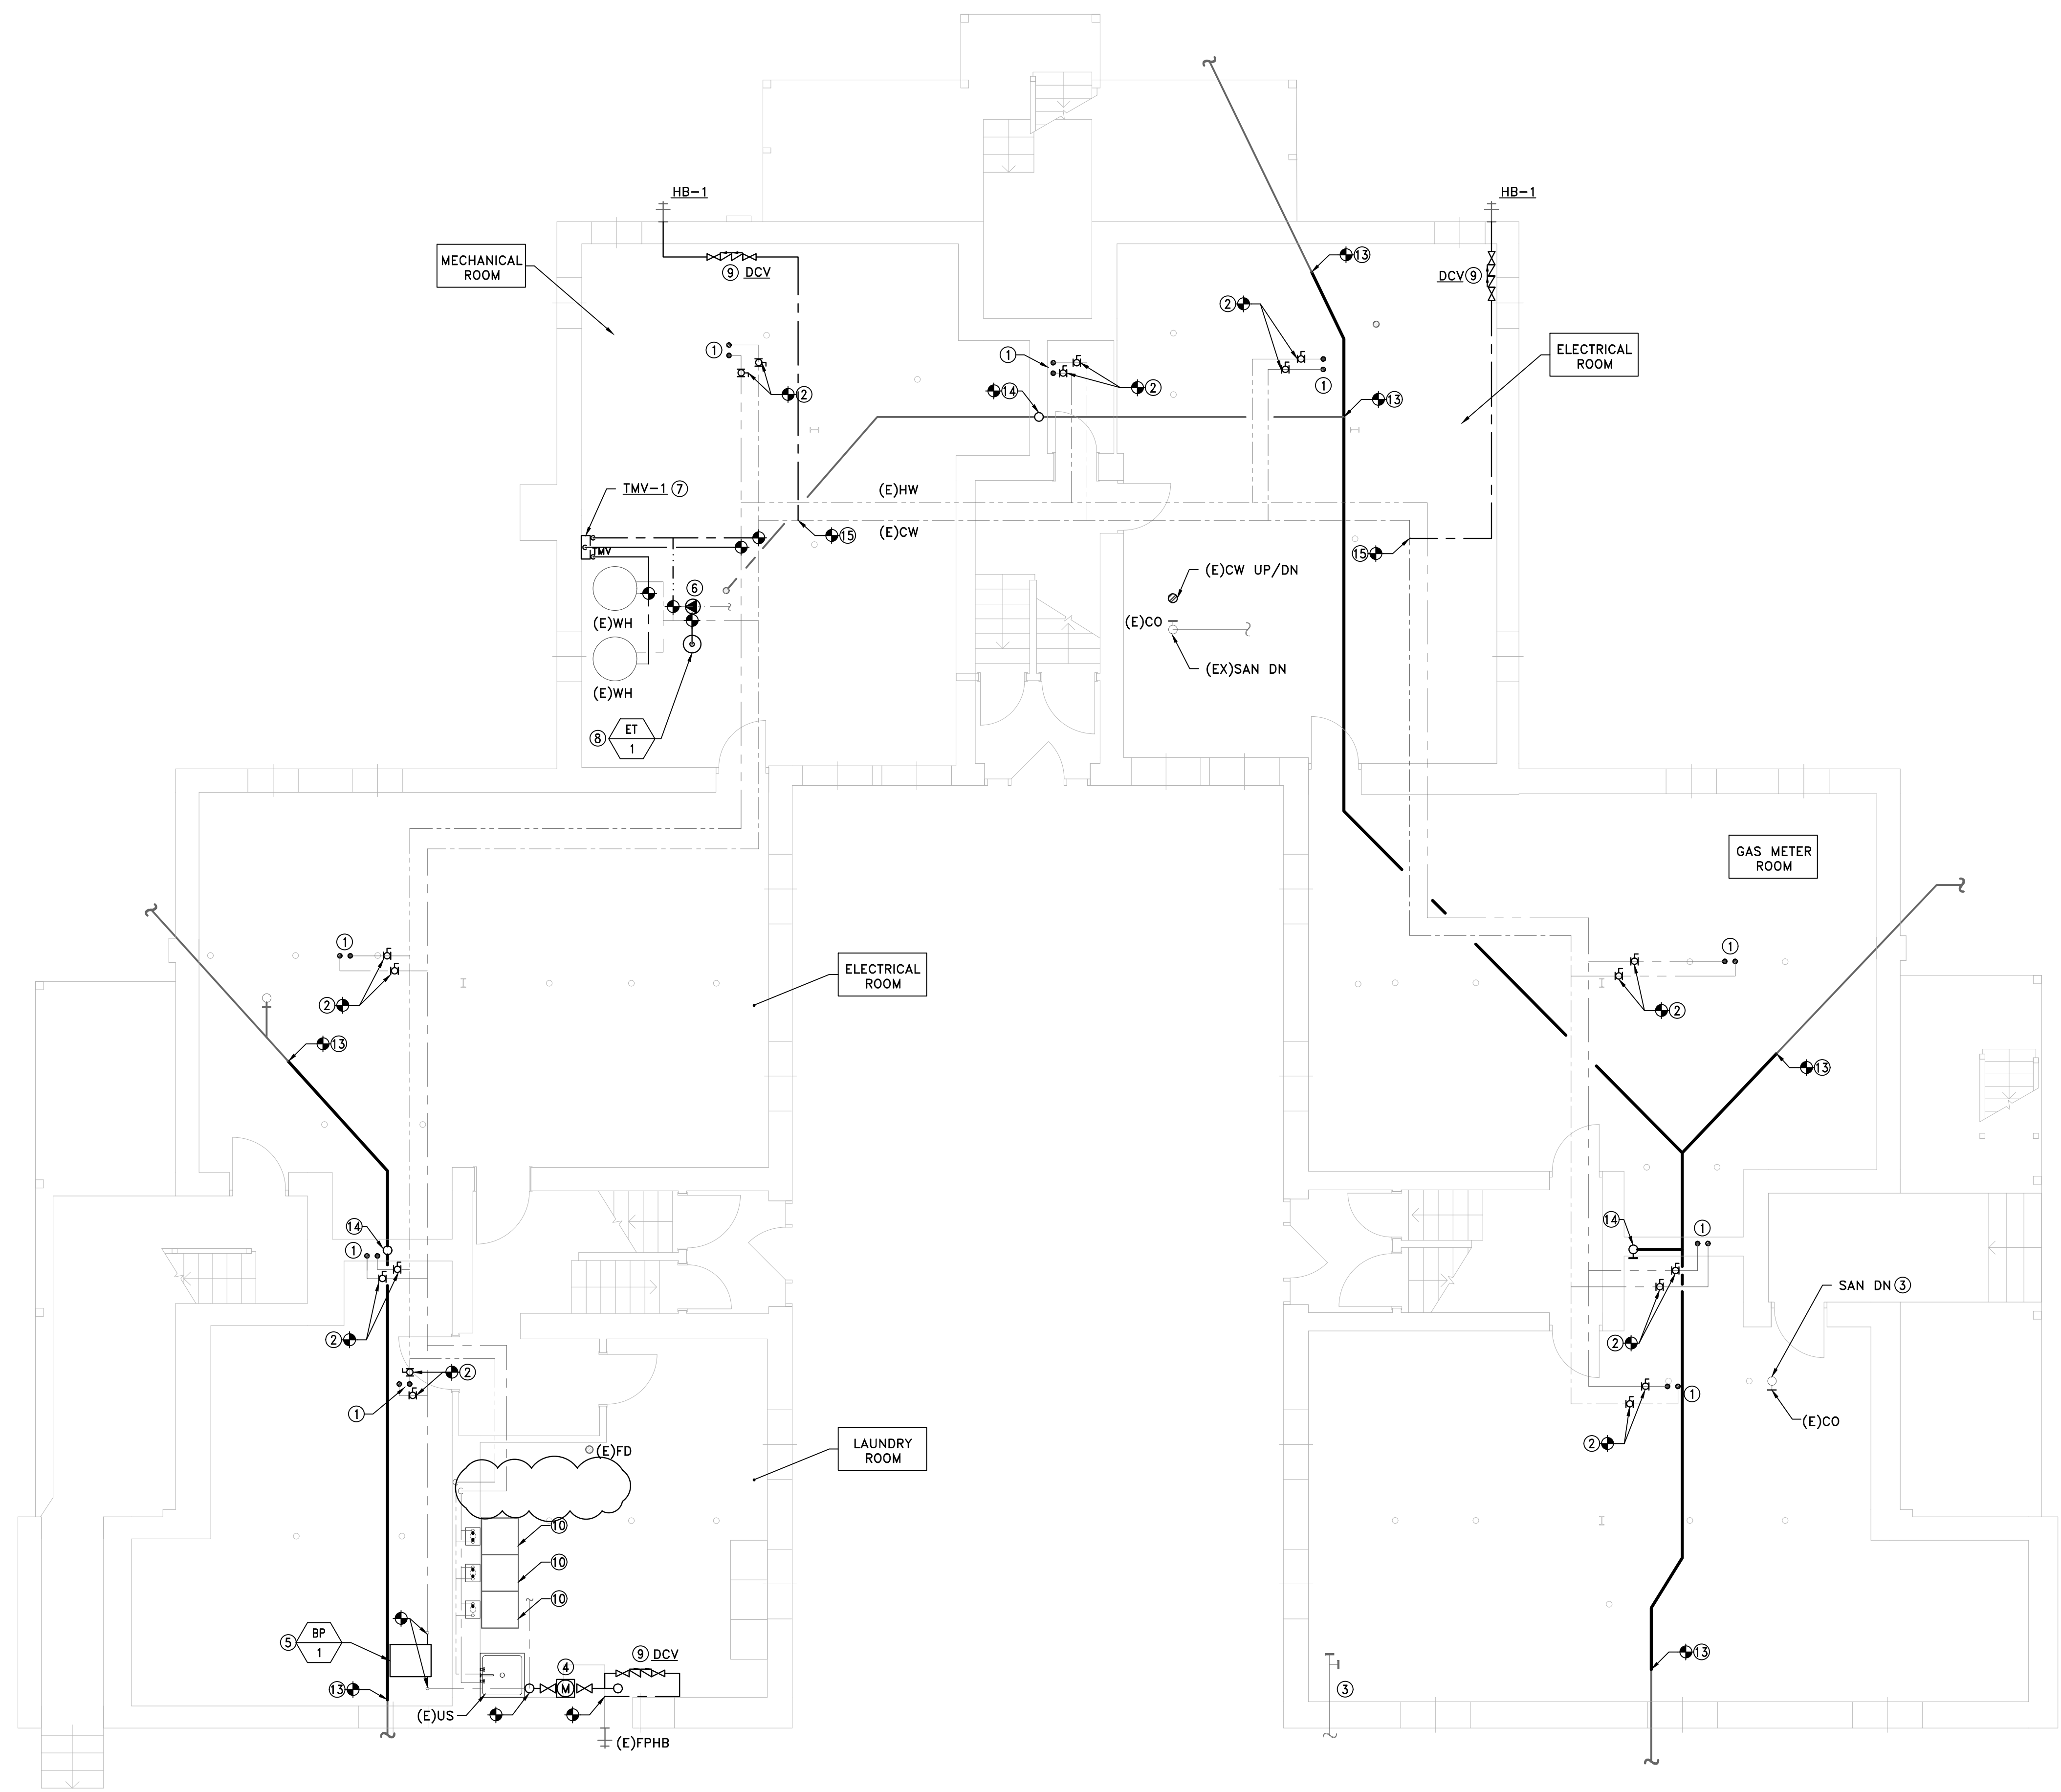 HB-1
HB-1
MECHANICAL
ROOM
9 DCV
DCV 9
13
2
ELECTRICAL
ROOM
1
1
2
1
2
14
13
TMV-1 7
(E)HW
(E)CW
15
15
TMV
6
(E)CW UP/DN
(E)WH
(E)CO
(EX)SAN DN
(E)WH
8
ET
1
GAS METER
ROOM
1
1
ELECTRICAL
ROOM
2
2
13
13
14
1
14
1
SAN DN 3
2
2
2
1
1
(E)CO
2
LAUNDRY
ROOM
(E)FD
10
10
10
5
BP
1
9 DCV
4
M
13
13
3
(E)US
(E)FPHB